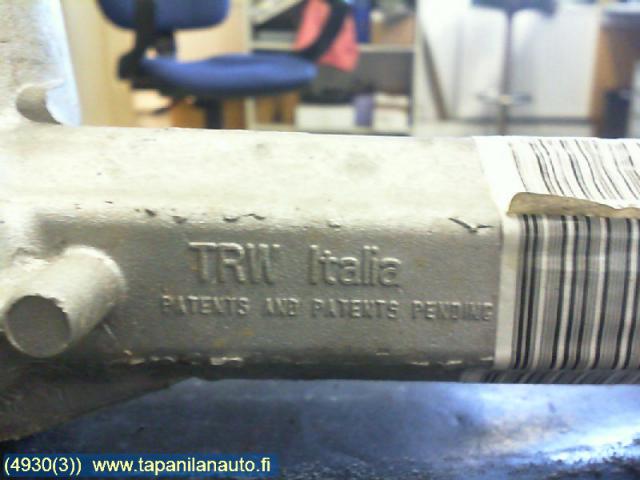 TRW Italia
PATENTS AND PATENTS PENDING
(4930(3)) www.tapanilanauto.fi